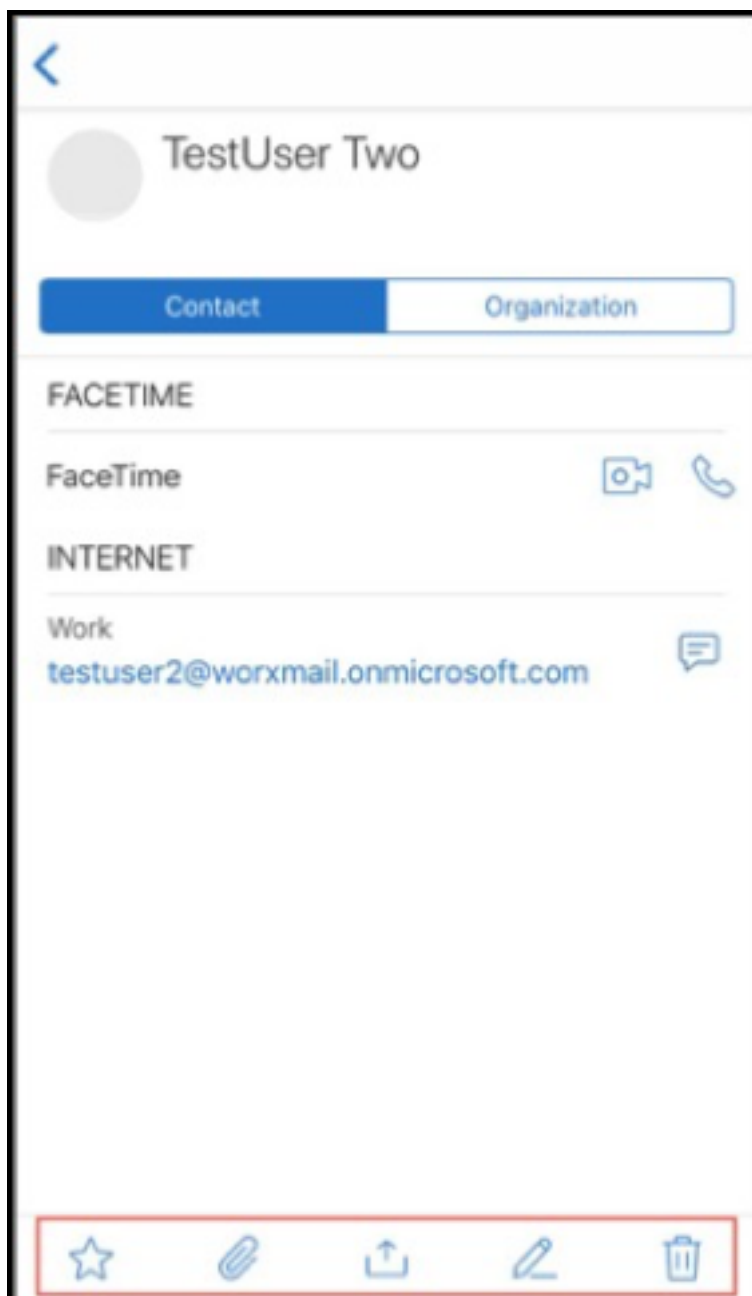 TestUser Two
Contact Organization
FACETIME
FaceTime
INTERNET
Work
testuser2@worxmail.onmicrosoft.com